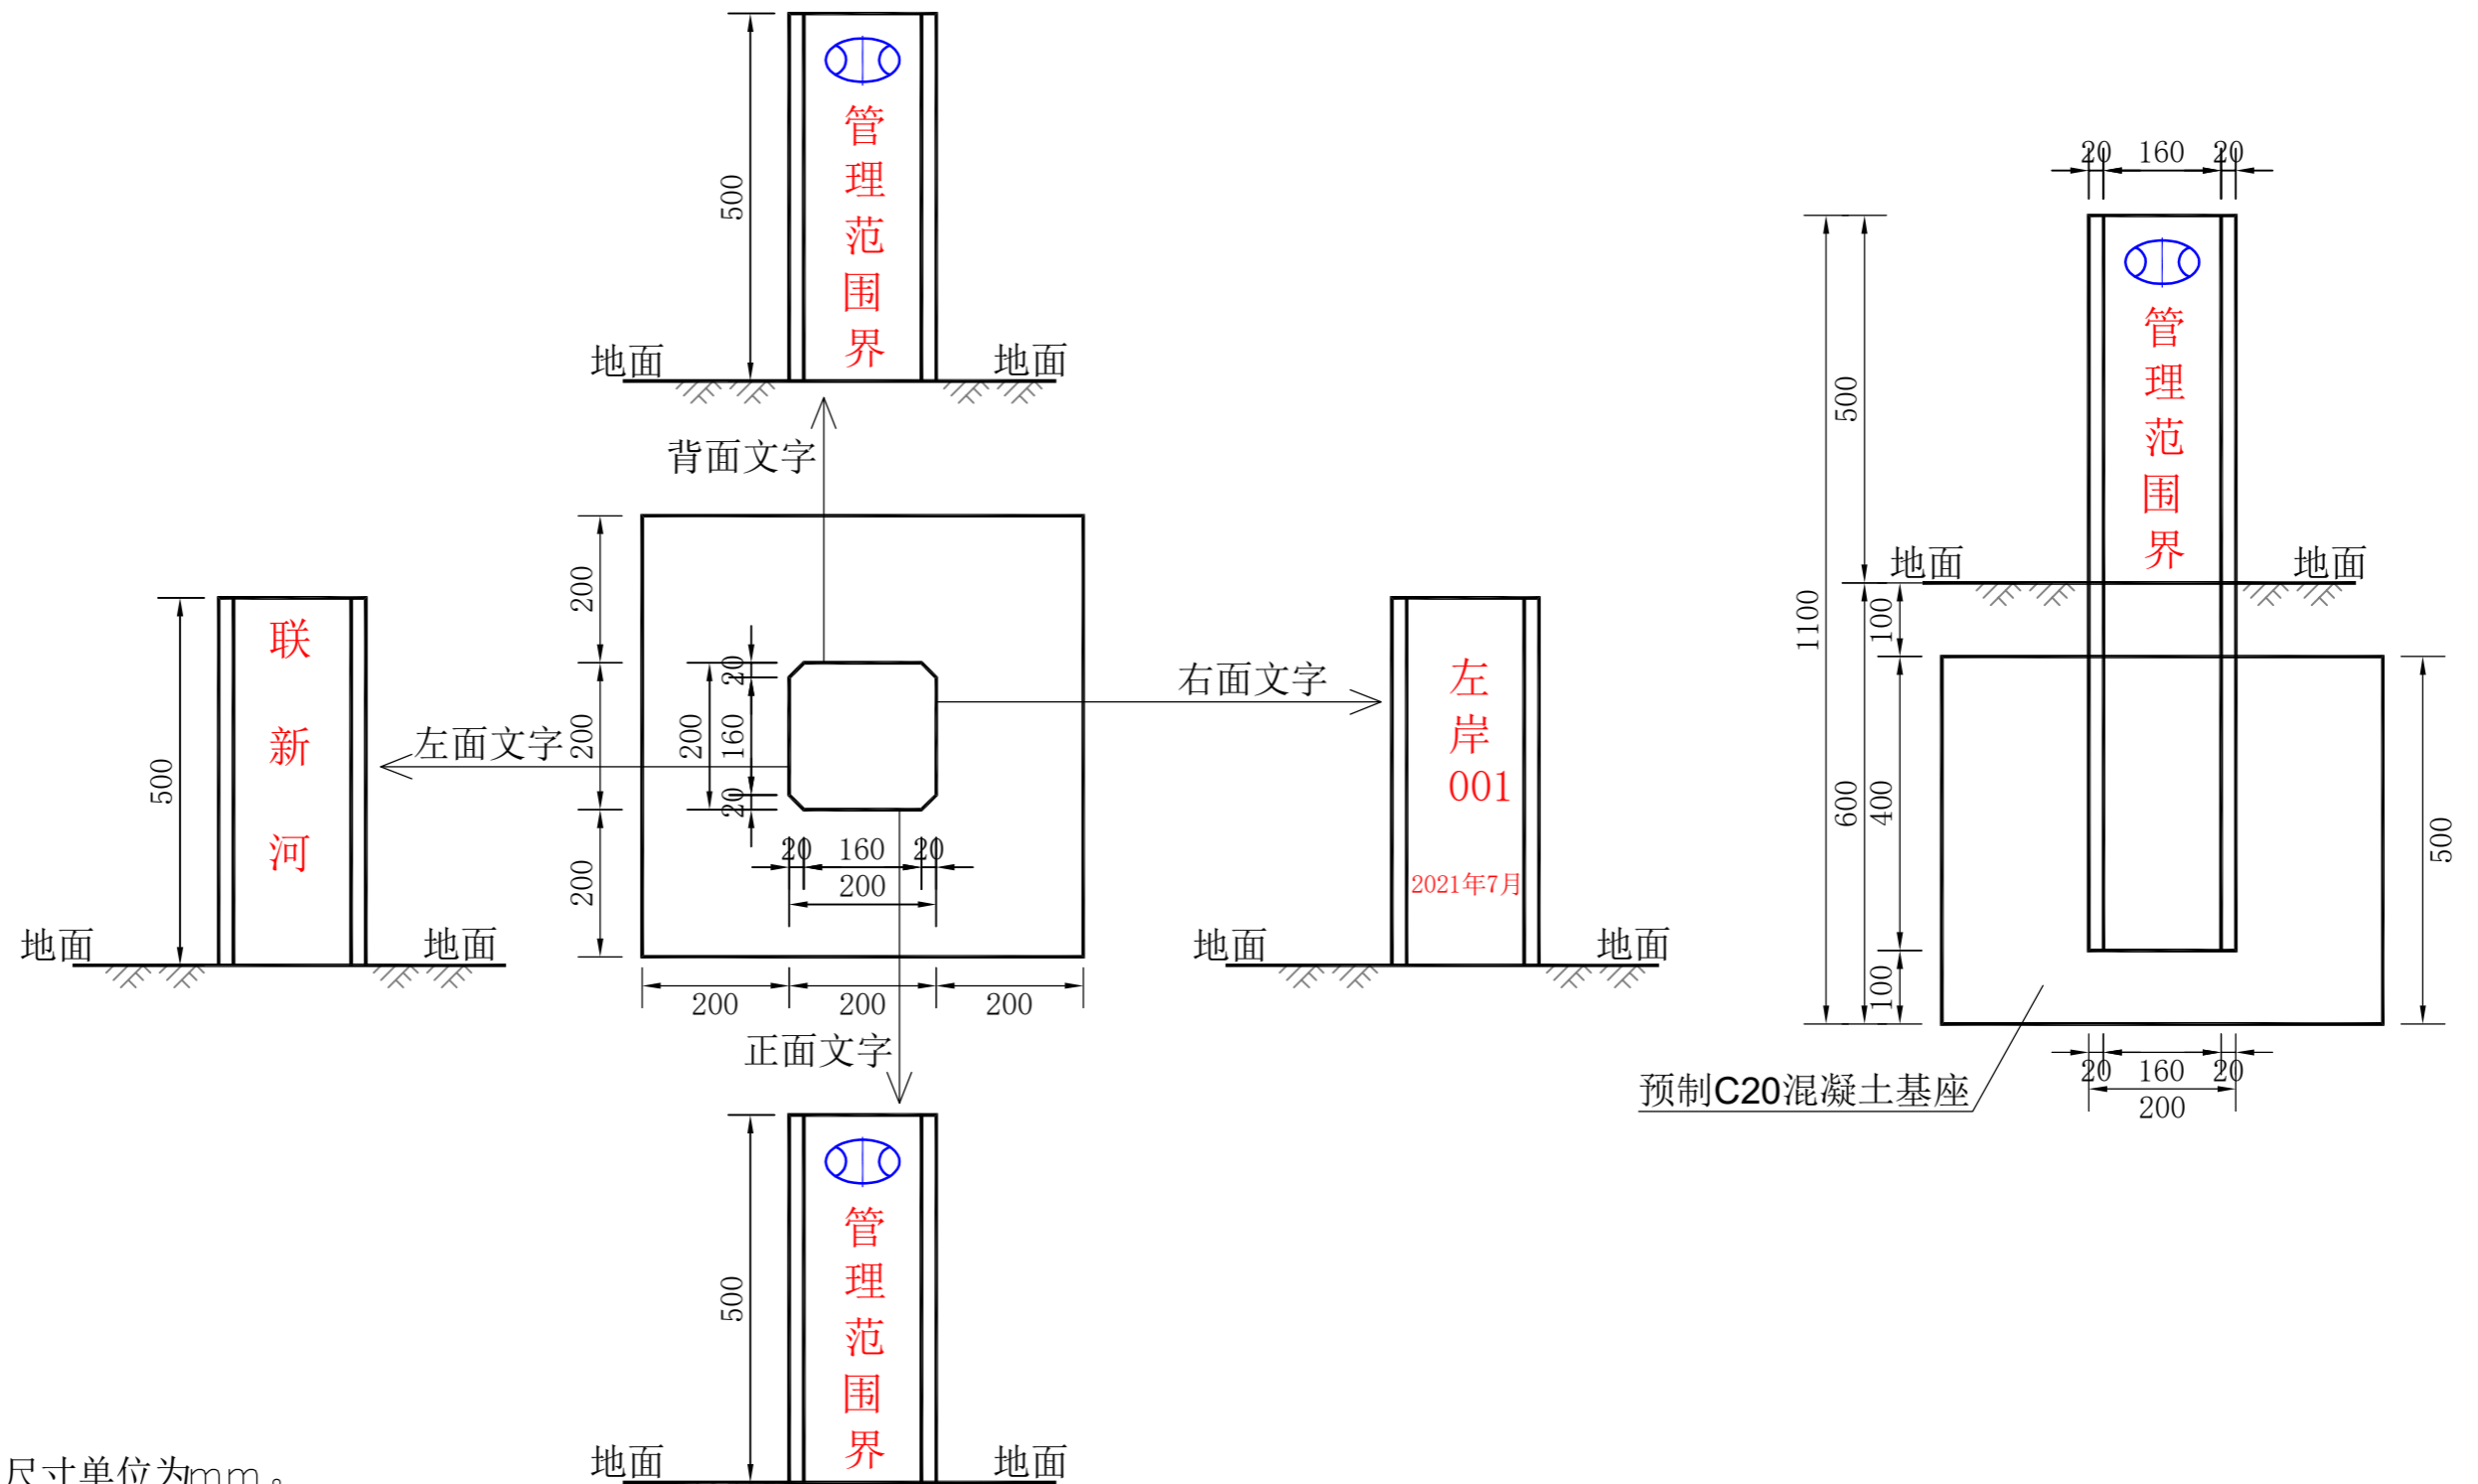 500
管
理
范
围
界
地面
地面
背面文字
200
200
200
20
160
20
200
20
160
20
200
200
200
200
左面文字
500
联
新
河
地面
地面
右面文字
左
岸
001
2021年7月
地面
地面
正面文字
500
管
理
范
围
界
地面
地面
20
160
20
1100
500
600
100
400
100
500
管
理
范
围
界
地面
地面
20
160
20
200
预制C20混凝土基座
尺寸单位为mm。